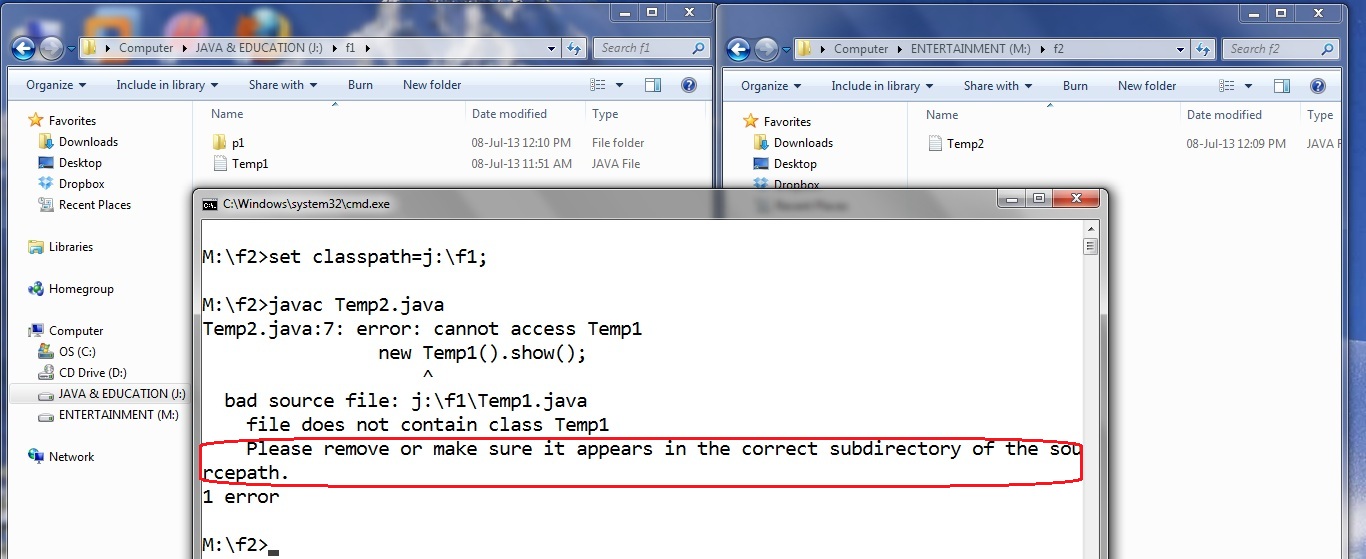 Computer ▸ JAVA & EDUCATION (J:) ▸ f1 ▸
Search f1
Organize
Include in library
Share with
Burn
New folder
Favorites
Downloads
Desktop
Dropbox
Recent Places
Libraries
Homegroup
Computer
OS (C:)
CD Drive (D:)
JAVA & EDUCATION (J:)
ENTERTAINMENT (M:)
Network
Name Date modified Type
p1 08-Jul-13 12:10 PM File folder
Temp1 08-Jul-13 11:51 AM JAVA File
Computer ▸ ENTERTAINMENT (M:) ▸ f2
Search f2
Organize
Include in library
Share with
Burn
New folder
Favorites
Downloads
Desktop
Dropbox
Recent Places
Name Date modified Type
Temp2 08-Jul-13 12:09 PM JAVA F
C:\Windows\system32\cmd.exe
M:\f2>set classpath=j:\f1;
M:\f2>javac Temp2.java
Temp2.java:7: error: cannot access Temp1
new Temp1().show();
^
bad source file: j:\f1\Temp1.java
file does not contain class Temp1
Please remove or make sure it appears in the correct subdirectory of the sou
rcepath.
1 error
M:\f2>